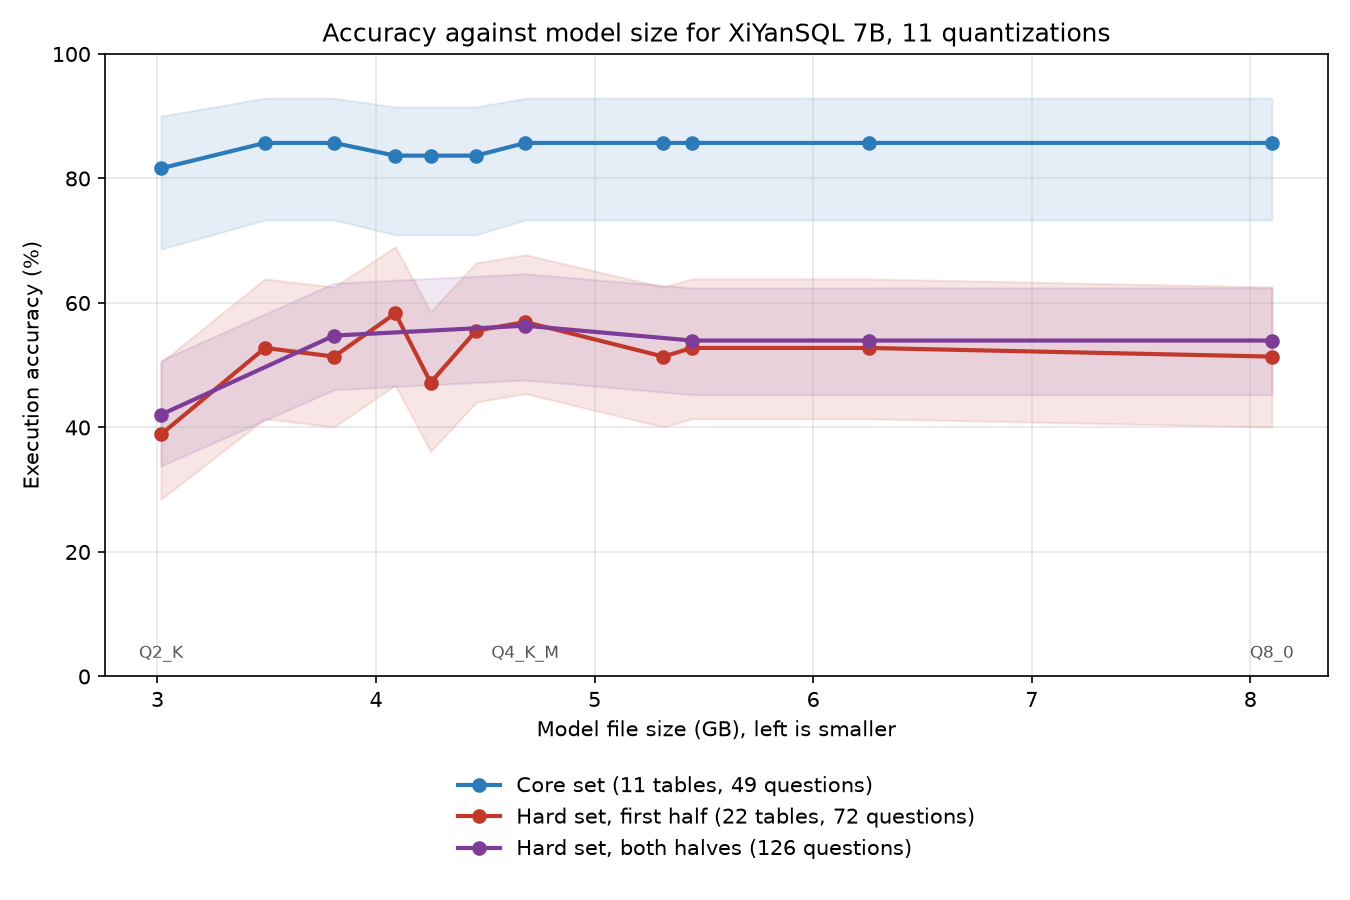 Accuracy against model size for XiYanSQL 7B, 11 quantizations
100
80
60
40
20
0
Execution accuracy (%)
Q2_K
Q4_K_M
Q8_0
3 4 5 6 7 8
Model file size (GB), left is smaller
Core set (11 tables, 49 questions)
Hard set, first half (22 tables, 72 questions)
Hard set, both halves (126 questions)